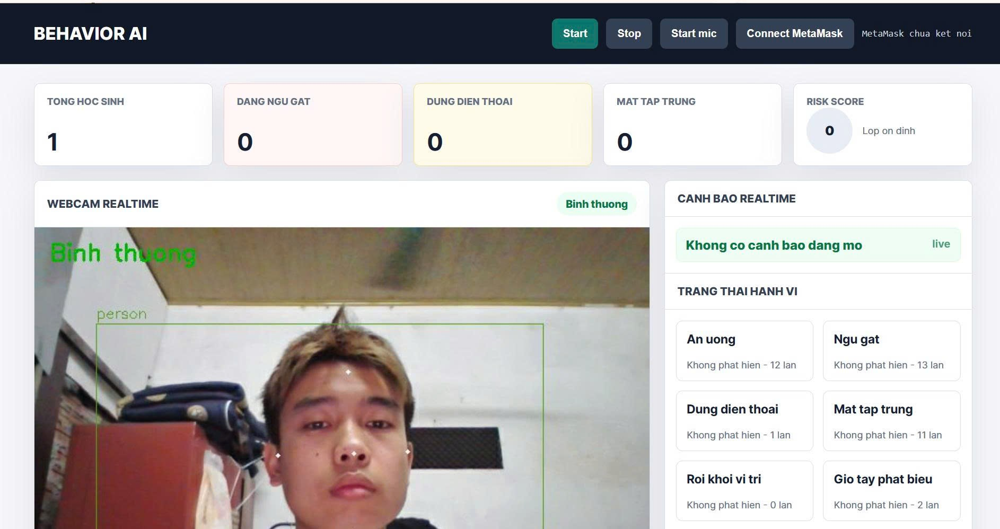 BEHAVIOR AI
Start
Stop
Start mic
Connect MetaMask
MetaMask chua ket noi
TONG HOC SINH
1
DANG NGU GAT
0
DUNG DIEN THOAI
0
MAT TAP TRUNG
0
RISK SCORE
0
Lop on dinh
WEBCAM REALTIME
Binh thuong
Binh thuong
person
CANH BAO REALTIME
Khong co canh bao dang mo
live
TRANG THAI HANH VI
An uong
Khong phat hien - 12 lan
Ngu gat
Khong phat hien - 13 lan
Dung dien thoai
Khong phat hien - 1 lan
Mat tap trung
Khong phat hien - 11 lan
Roi khoi vi tri
Khong phat hien - 0 lan
Gio tay phat bieu
Khong phat hien - 2 lan